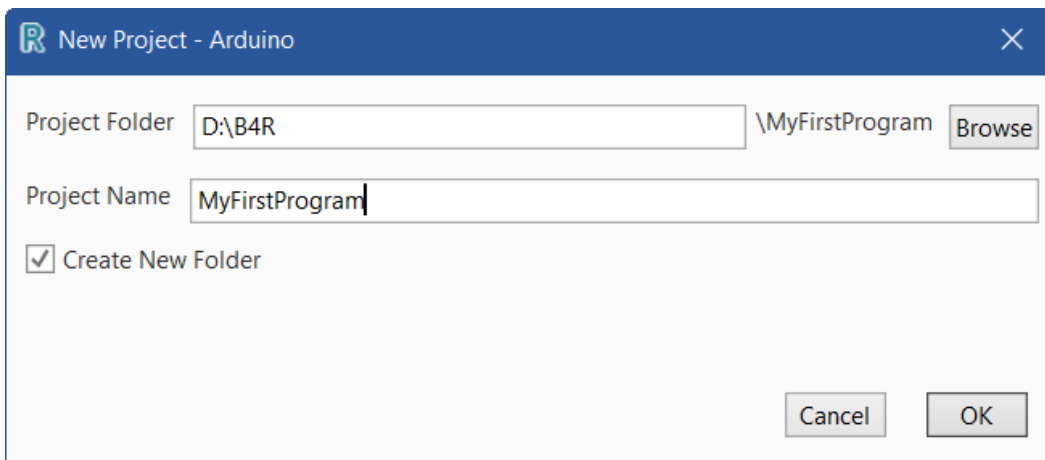 New Project - Arduino
Project Folder D:\B4R \MyFirstProgram Browse
Project Name MyFirstProgram
Create New Folder
Cancel OK